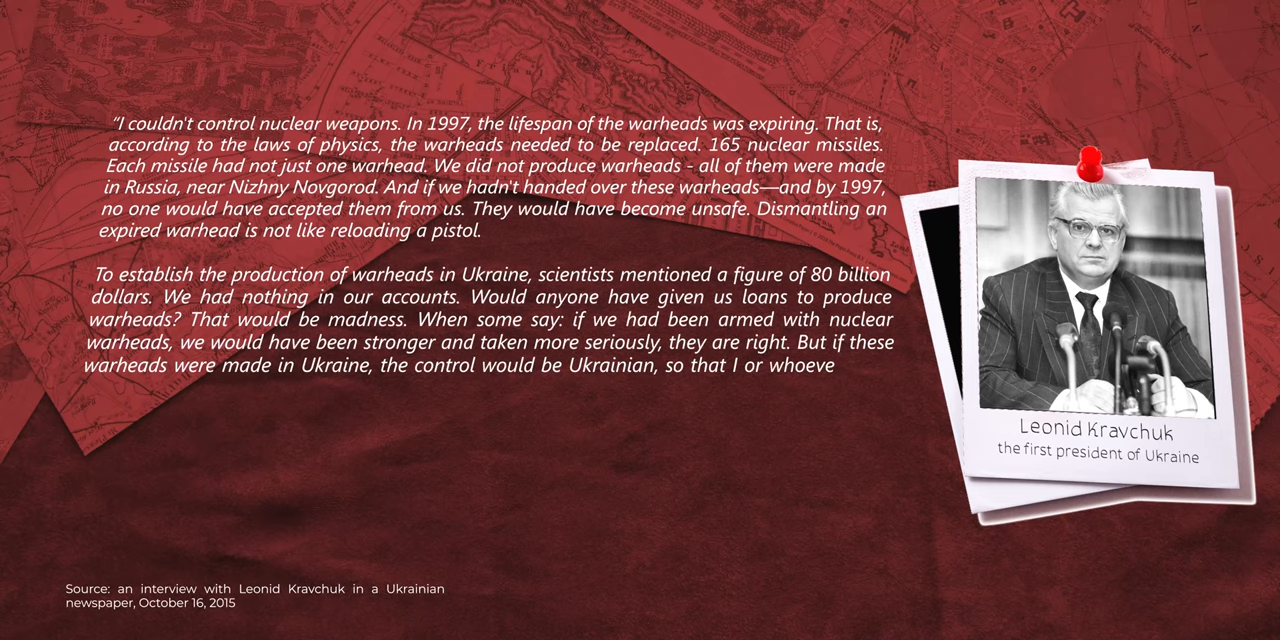 “I couldn't control nuclear weapons. In 1997, the lifespan of the warheads was expiring. That is,
according to the laws of physics, the warheads needed to be replaced. 165 nuclear missiles.
Each missile had not just one warhead. We did not produce warheads - all of them were made
in Russia, near Nizhny Novgorod. And if we hadn't handed over these warheads—and by 1997,
no one would have accepted them from us. They would have become unsafe. Dismantling an
expired warhead is not like reloading a pistol.
To establish the production of warheads in Ukraine, scientists mentioned a figure of 80 billion
dollars. We had nothing in our accounts. Would anyone have given us loans to produce
warheads? That would be madness. When some say: if we had been armed with nuclear
warheads, we would have been stronger and taken more seriously, they are right. But if these
warheads were made in Ukraine, the control would be Ukrainian, so that I or whoeve
Leonid Kravchuk
the first president of Ukraine
Source: an interview with Leonid Kravchuk in a Ukrainian
newspaper, October 16, 2015